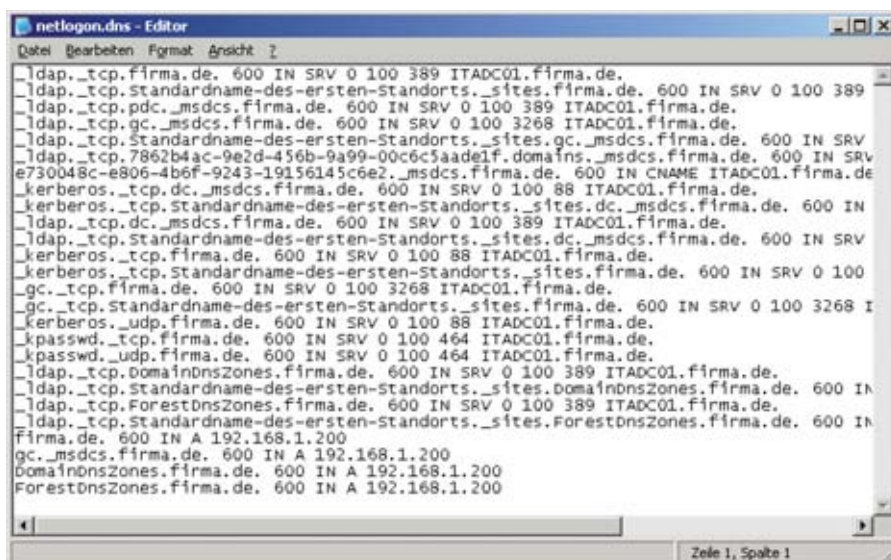 netlogon.dns - Editor
Datei Bearbeiten Format Ansicht ?
_ldap._tcp.firma.de. 600 IN SRV 0 100 389 ITADC01.firma.de.
_ldap._tcp.Standardname-des-ersten-Standorts._sites.firma.de. 600 IN SRV 0 100 389
_ldap._tcp.pdc._msdcs.firma.de. 600 IN SRV 0 100 389 ITADC01.firma.de.
_ldap._tcp.gc._msdcs.firma.de. 600 IN SRV 0 100 3268 ITADC01.firma.de.
_ldap._tcp.Standardname-des-ersten-Standorts._sites.gc._msdcs.firma.de. 600 IN SRV
_ldap._tcp.7862b4ac-9e2d-456b-9a99-00c6c5aade1f.domains._msdcs.firma.de. 600 IN SRV
e730048c-e806-4b6f-9243-19156145c6e2._msdcs.firma.de. 600 IN CNAME ITADC01.firma.de
_kerberos._tcp.dc._msdcs.firma.de. 600 IN SRV 0 100 88 ITADC01.firma.de.
_kerberos._tcp.Standardname-des-ersten-Standorts._sites.dc._msdcs.firma.de. 600 IN
_ldap._tcp.dc._msdcs.firma.de. 600 IN SRV 0 100 389 ITADC01.firma.de.
_ldap._tcp.Standardname-des-ersten-Standorts._sites.dc._msdcs.firma.de. 600 IN SRV
_kerberos._tcp.firma.de. 600 IN SRV 0 100 88 ITADC01.firma.de.
_kerberos._tcp.Standardname-des-ersten-Standorts._sites.firma.de. 600 IN SRV 0 100
_gc._tcp.firma.de. 600 IN SRV 0 100 3268 ITADC01.firma.de.
_gc._tcp.Standardname-des-ersten-Standorts._sites.firma.de. 600 IN SRV 0 100 3268 I
_kerberos._udp.firma.de. 600 IN SRV 0 100 88 ITADC01.firma.de.
_kpasswd._tcp.firma.de. 600 IN SRV 0 100 464 ITADC01.firma.de.
_kpasswd._udp.firma.de. 600 IN SRV 0 100 464 ITADC01.firma.de.
_ldap._tcp.DomainDnsZones.firma.de. 600 IN SRV 0 100 389 ITADC01.firma.de.
_ldap._tcp.Standardname-des-ersten-Standorts._sites.DomainDnsZones.firma.de. 600 IN
_ldap._tcp.ForestDnsZones.firma.de. 600 IN SRV 0 100 389 ITADC01.firma.de.
_ldap._tcp.Standardname-des-ersten-Standorts._sites.ForestDnsZones.firma.de. 600 IN
firma.de. 600 IN A 192.168.1.200
gc._msdcs.firma.de. 600 IN A 192.168.1.200
DomainDnsZones.firma.de. 600 IN A 192.168.1.200
ForestDnsZones.firma.de. 600 IN A 192.168.1.200
Zeile 1, Spalte 1